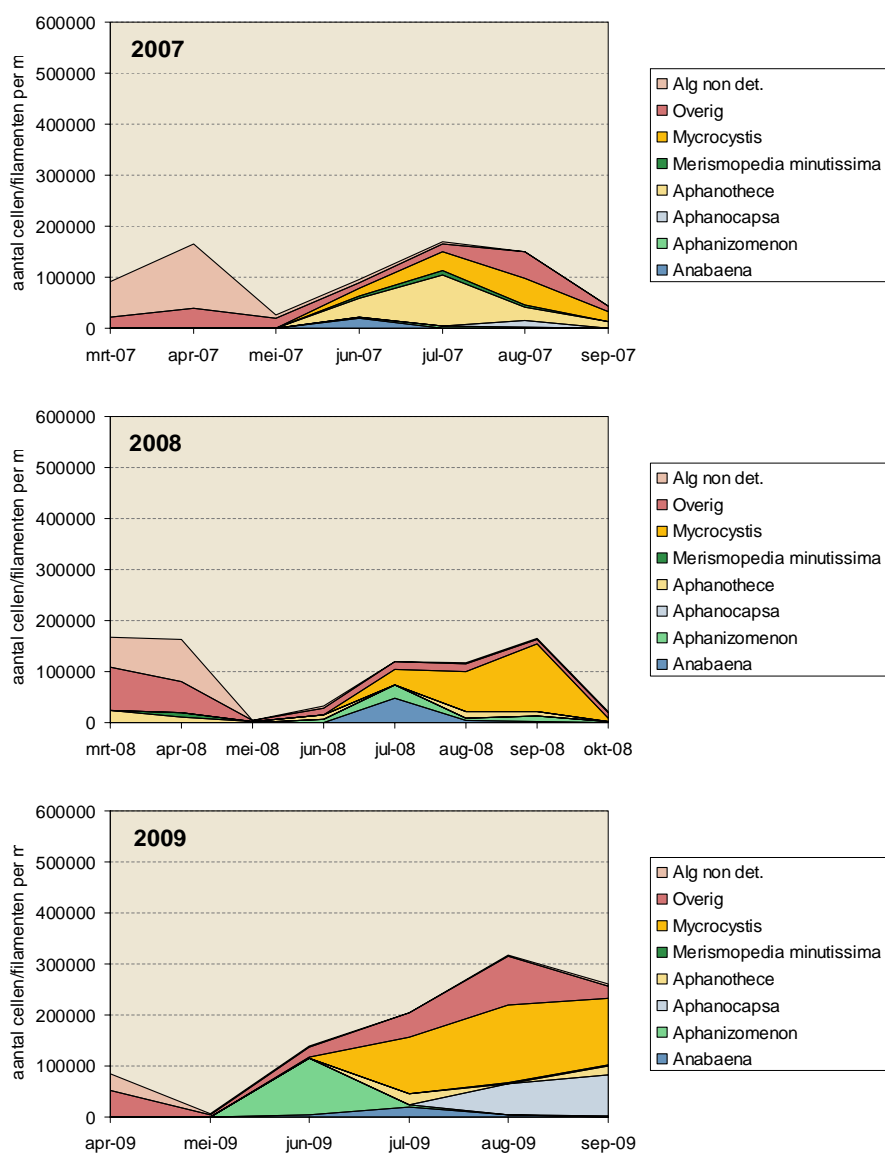 2007
aantal cellen/filamenten per m
600000
500000
400000
300000
200000
100000
0
mrt-07 apr-07 mei-07 jun-07 jul-07 aug-07 sep-07
Alg non det.
Overig
Mycrocystis
Merismopedia minutissima
Aphanothece
Aphanocapsa
Aphanizomenon
Anabaena
2008
aantal cellen/filamenten per m
600000
500000
400000
300000
200000
100000
0
mrt-08 apr-08 mei-08 jun-08 jul-08 aug-08 sep-08 okt-08
Alg non det.
Overig
Mycrocystis
Merismopedia minutissima
Aphanothece
Aphanocapsa
Aphanizomenon
Anabaena
2009
aantal cellen/filamenten per m
600000
500000
400000
300000
200000
100000
0
apr-09 mei-09 jun-09 jul-09 aug-09 sep-09
Alg non det.
Overig
Mycrocystis
Merismopedia minutissima
Aphanothece
Aphanocapsa
Aphanizomenon
Anabaena